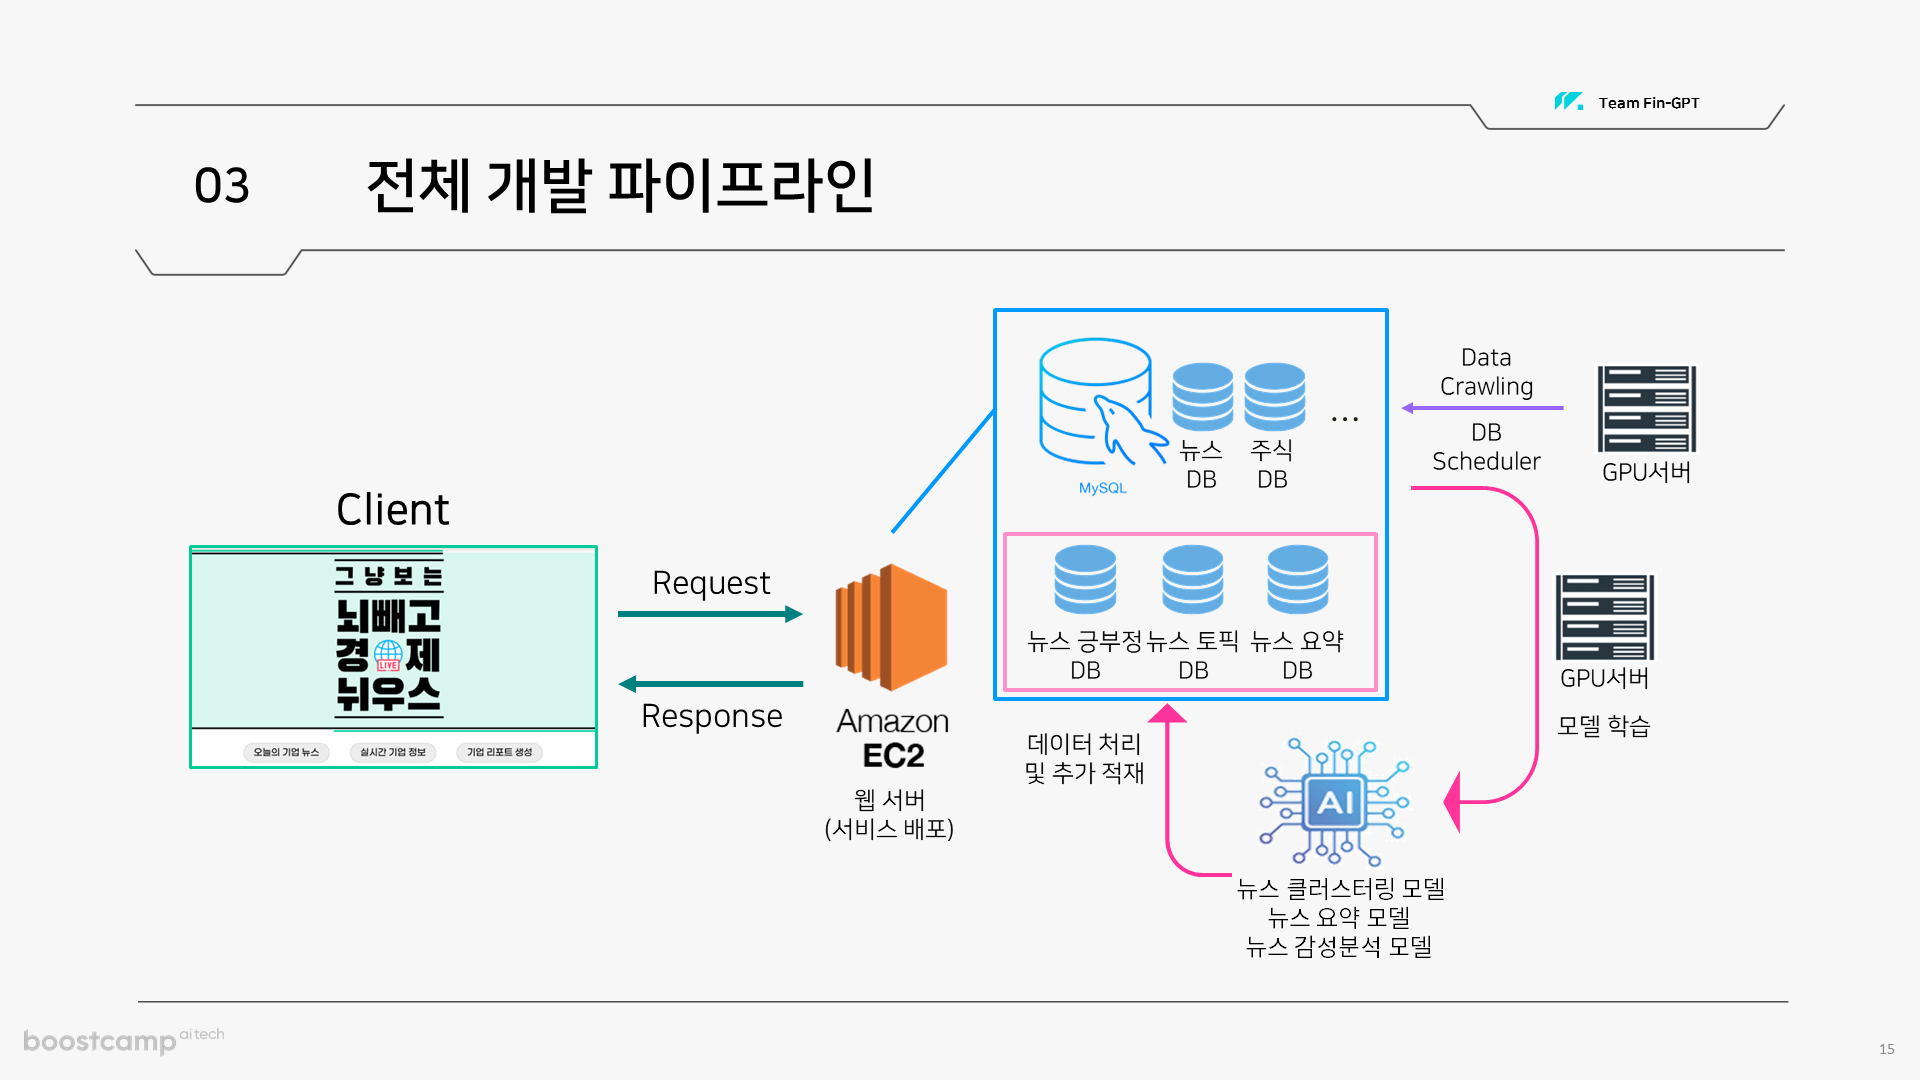 Team Fin-GPT
03
전체 개발 파이프라인
Client
그냥보는
뇌빼고
경제
LIVE
뉘우스
오늘의 기업 뉴스
실시간 기업 정보
기업 리포트 생성
Request
Response
Amazon
EC2
웹 서버
(서비스 배포)
MySQL
뉴스
DB
주식
DB
...
뉴스 긍부정
DB
뉴스 토픽
DB
뉴스 요약
DB
Data
Crawling
DB
Scheduler
GPU서버
GPU서버
모델 학습
데이터 처리
및 추가 적재
AI
뉴스 클러스터링 모델
뉴스 요약 모델
뉴스 감성분석 모델
boostcamp ai tech
15